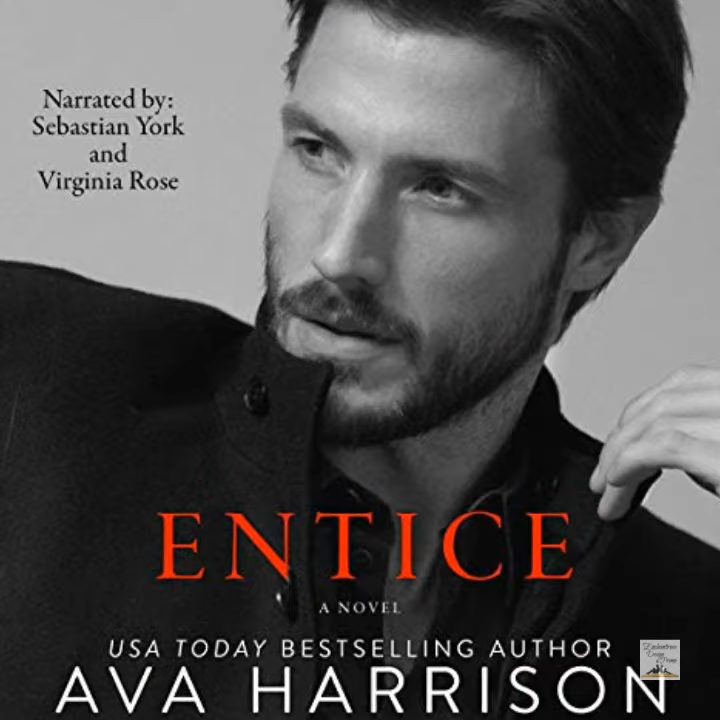 Narrated by:
Sebastian York
and
Virginia Rose
ENTICE
A NOVEL
USA TODAY BESTSELLING AUTHOR
AVA HARRISON